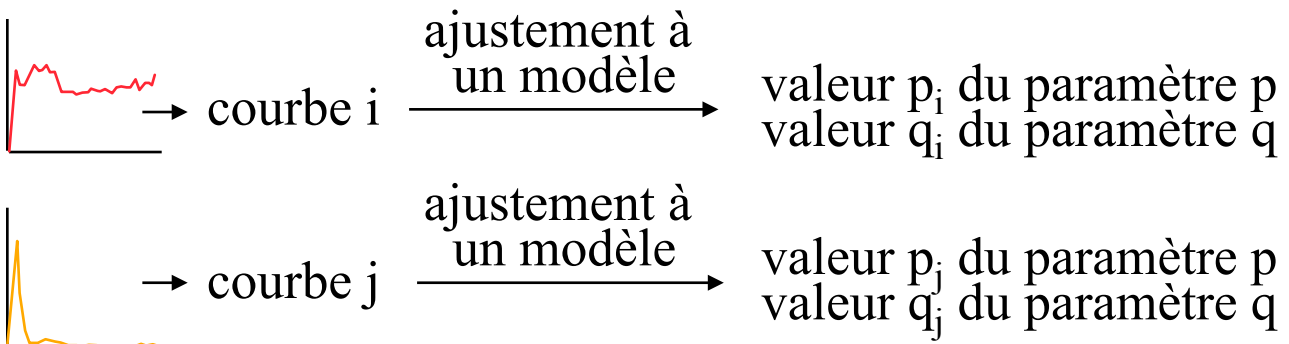 ajustement à
un modèle
courbe i
valeur pᵢ du paramètre p
valeur qᵢ du paramètre q
ajustement à
un modèle
courbe j
valeur pⱼ du paramètre p
valeur qⱼ du paramètre q